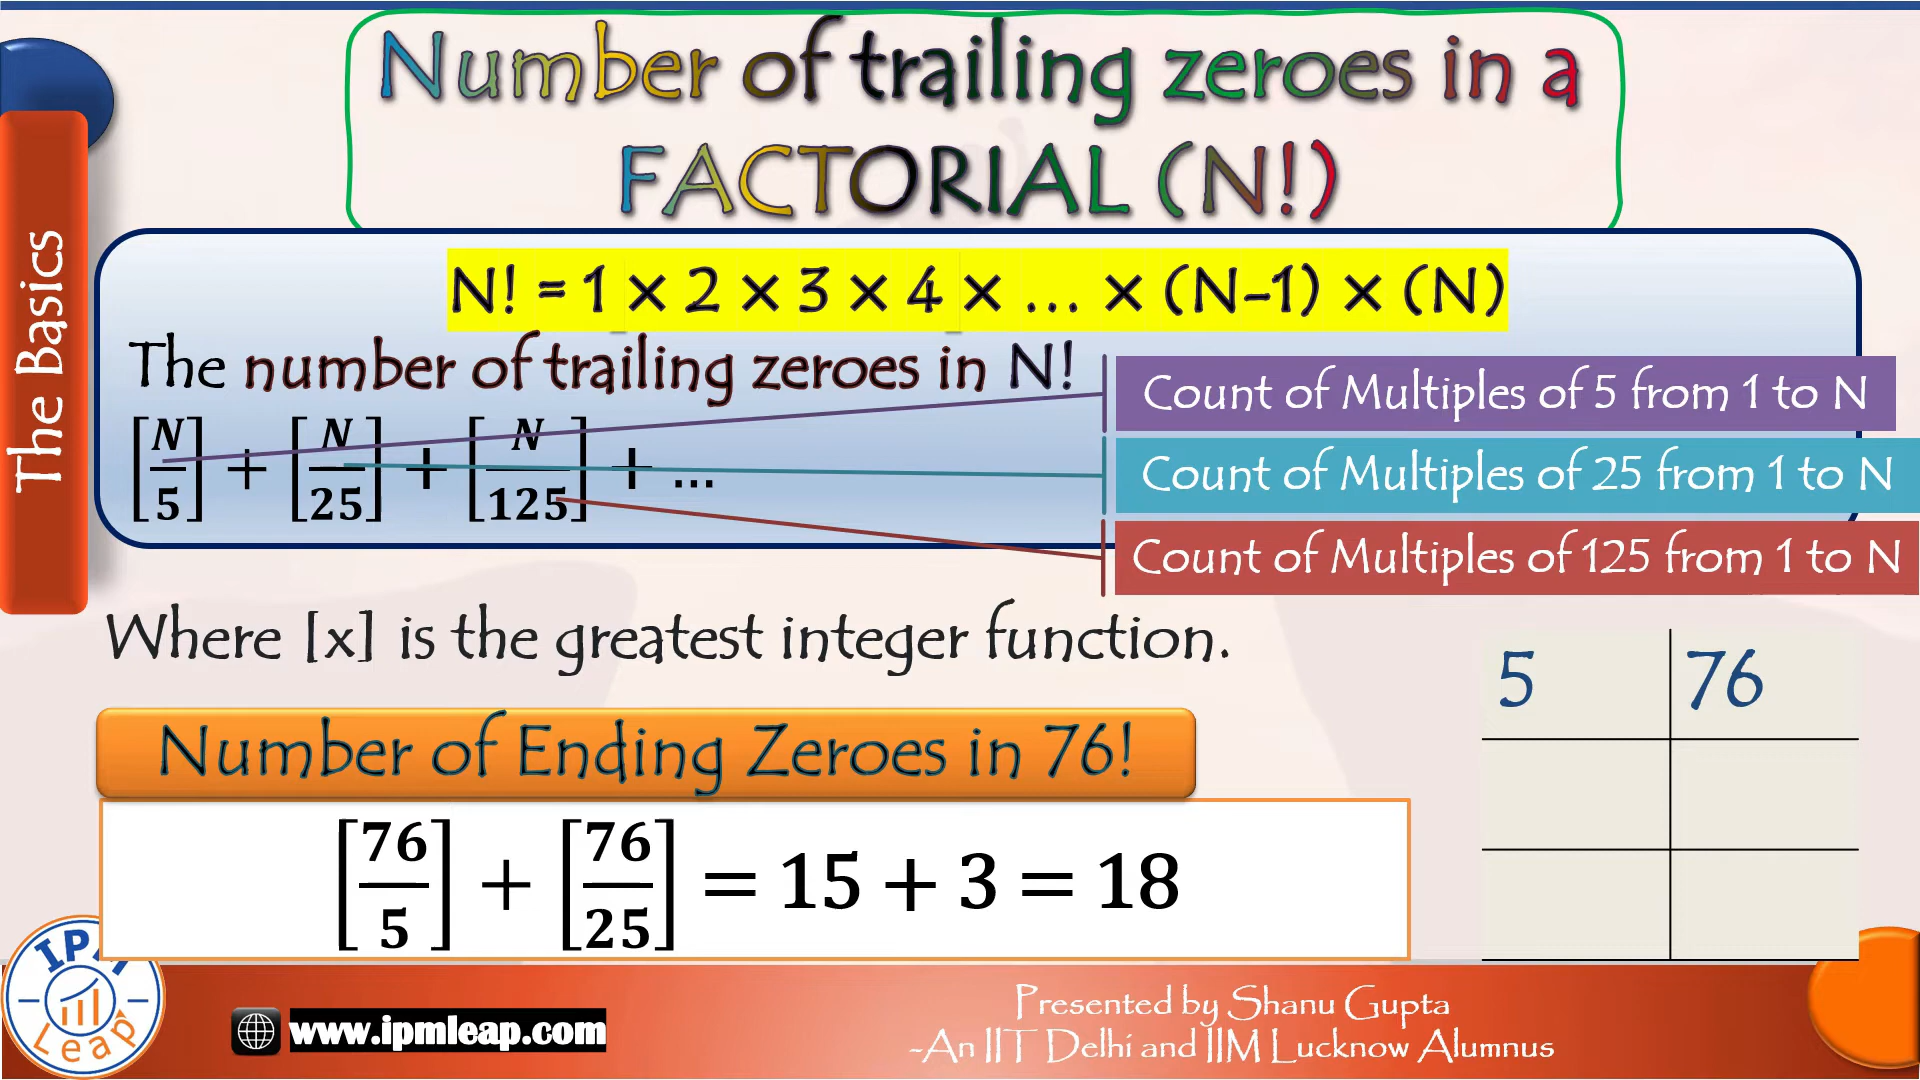 Number of trailing zeroes in a
FACTORIAL (N!)
The Basics
N! = 1 × 2 × 3 × 4 × ... × (N-1) × (N)
The number of trailing zeroes in N!
[N/5] + [N/25] + [N/125] + ...
Count of Multiples of 5 from 1 to N
Count of Multiples of 25 from 1 to N
Count of Multiples of 125 from 1 to N
Where [x] is the greatest integer function.
5 76
Number of Ending Zeroes in 76!
[76/5] + [76/25] = 15 + 3 = 18
IPM
Leap
www.ipmleap.com
Presented by Shanu Gupta
-An IIT Delhi and IIM Lucknow Alumnus